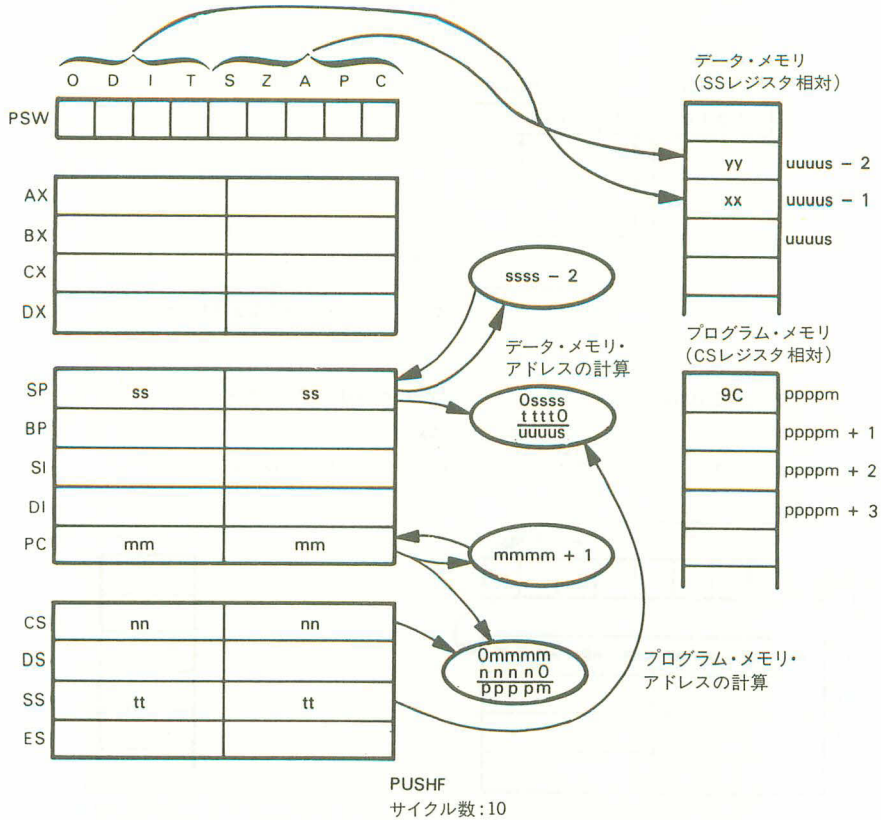 O D I T S Z A P C
PSW
データ・メモリ
(SSレジスタ相対)
yy uuuus - 2
xx uuuus - 1
uuuus
AX
BX
CX
DX
ssss - 2
データ・メモリ・
アドレスの計算
0ssss
tttt0
uuuus
SP ss ss
BP
SI
DI
PC mm mm
mmmm + 1
プログラム・メモリ
(CSレジスタ相対)
9C ppppm
ppppm + 1
ppppm + 2
ppppm + 3
CS nn nn
DS
SS tt tt
ES
0mmmm
nnnn0
ppppm
プログラム・メモリ・
アドレスの計算
PUSHF
サイクル数:10